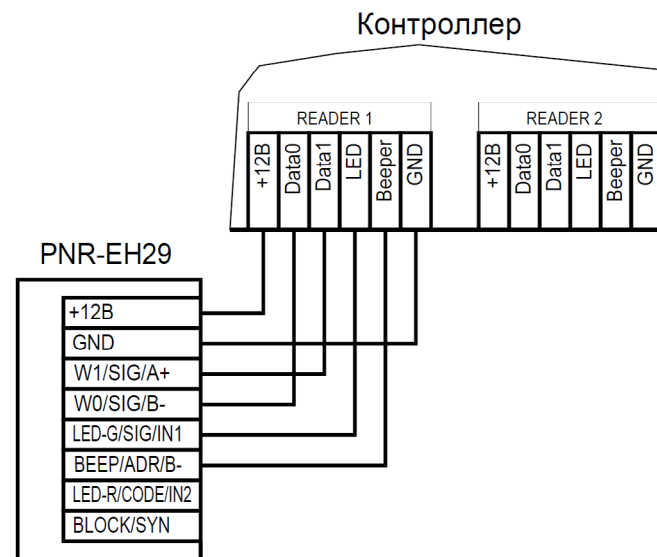 Контроллер
READER 1
READER 2
+12В
Data0
Data1
LED
Beeper
GND
+12В
Data0
Data1
LED
Beeper
GND
PNR-EH29
+12В
GND
W1/SIG/A+
W0/SIG/B-
LED-G/SIG/IN1
BEEP/ADR/B-
LED-R/CODE/IN2
BLOCK/SYN